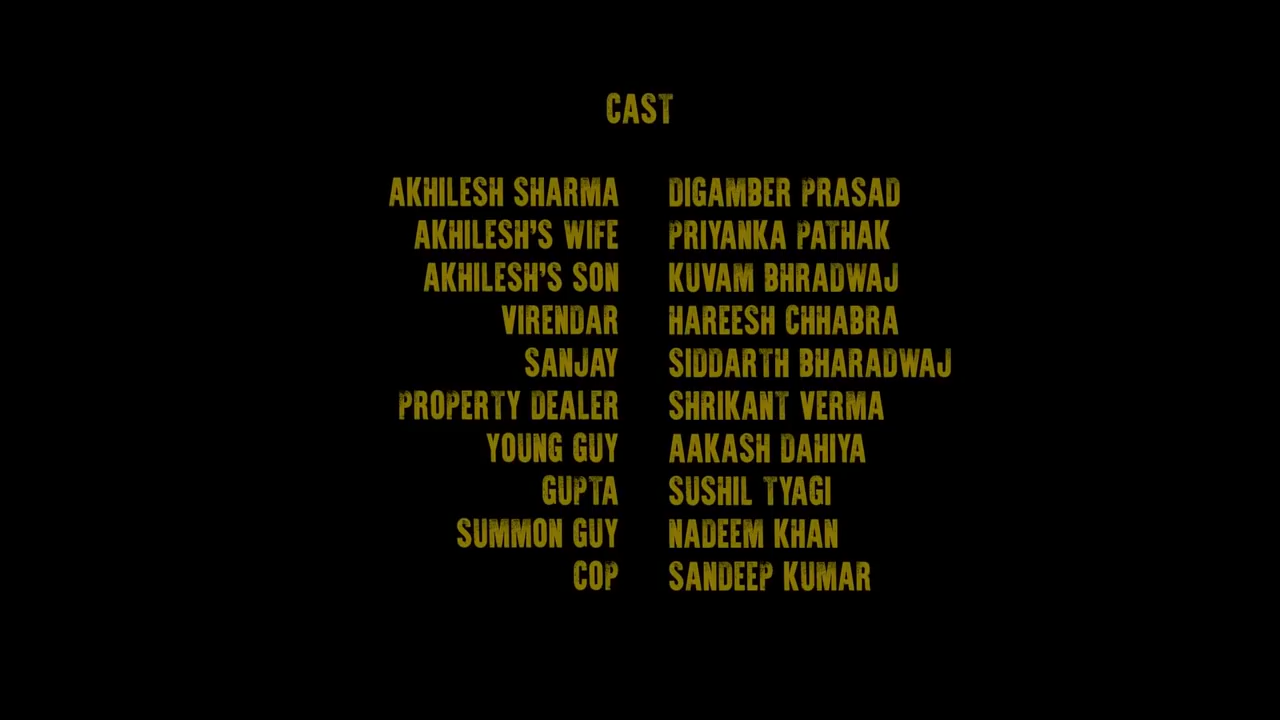 CAST
AKHILESH SHARMA DIGAMBER PRASAD
AKHILESH'S WIFE PRIYANKA PATHAK
AKHILESH'S SON KUVAM BHRADWAJ
VIRENDAR HAREESH CHHABRA
SANJAY SIDDARTH BHARADWAJ
PROPERTY DEALER SHRIKANT VERMA
YOUNG GUY AAKASH DAHIYA
GUPTA SUSHIL TYAGI
SUMMON GUY NADEEM KHAN
COP SANDEEP KUMAR